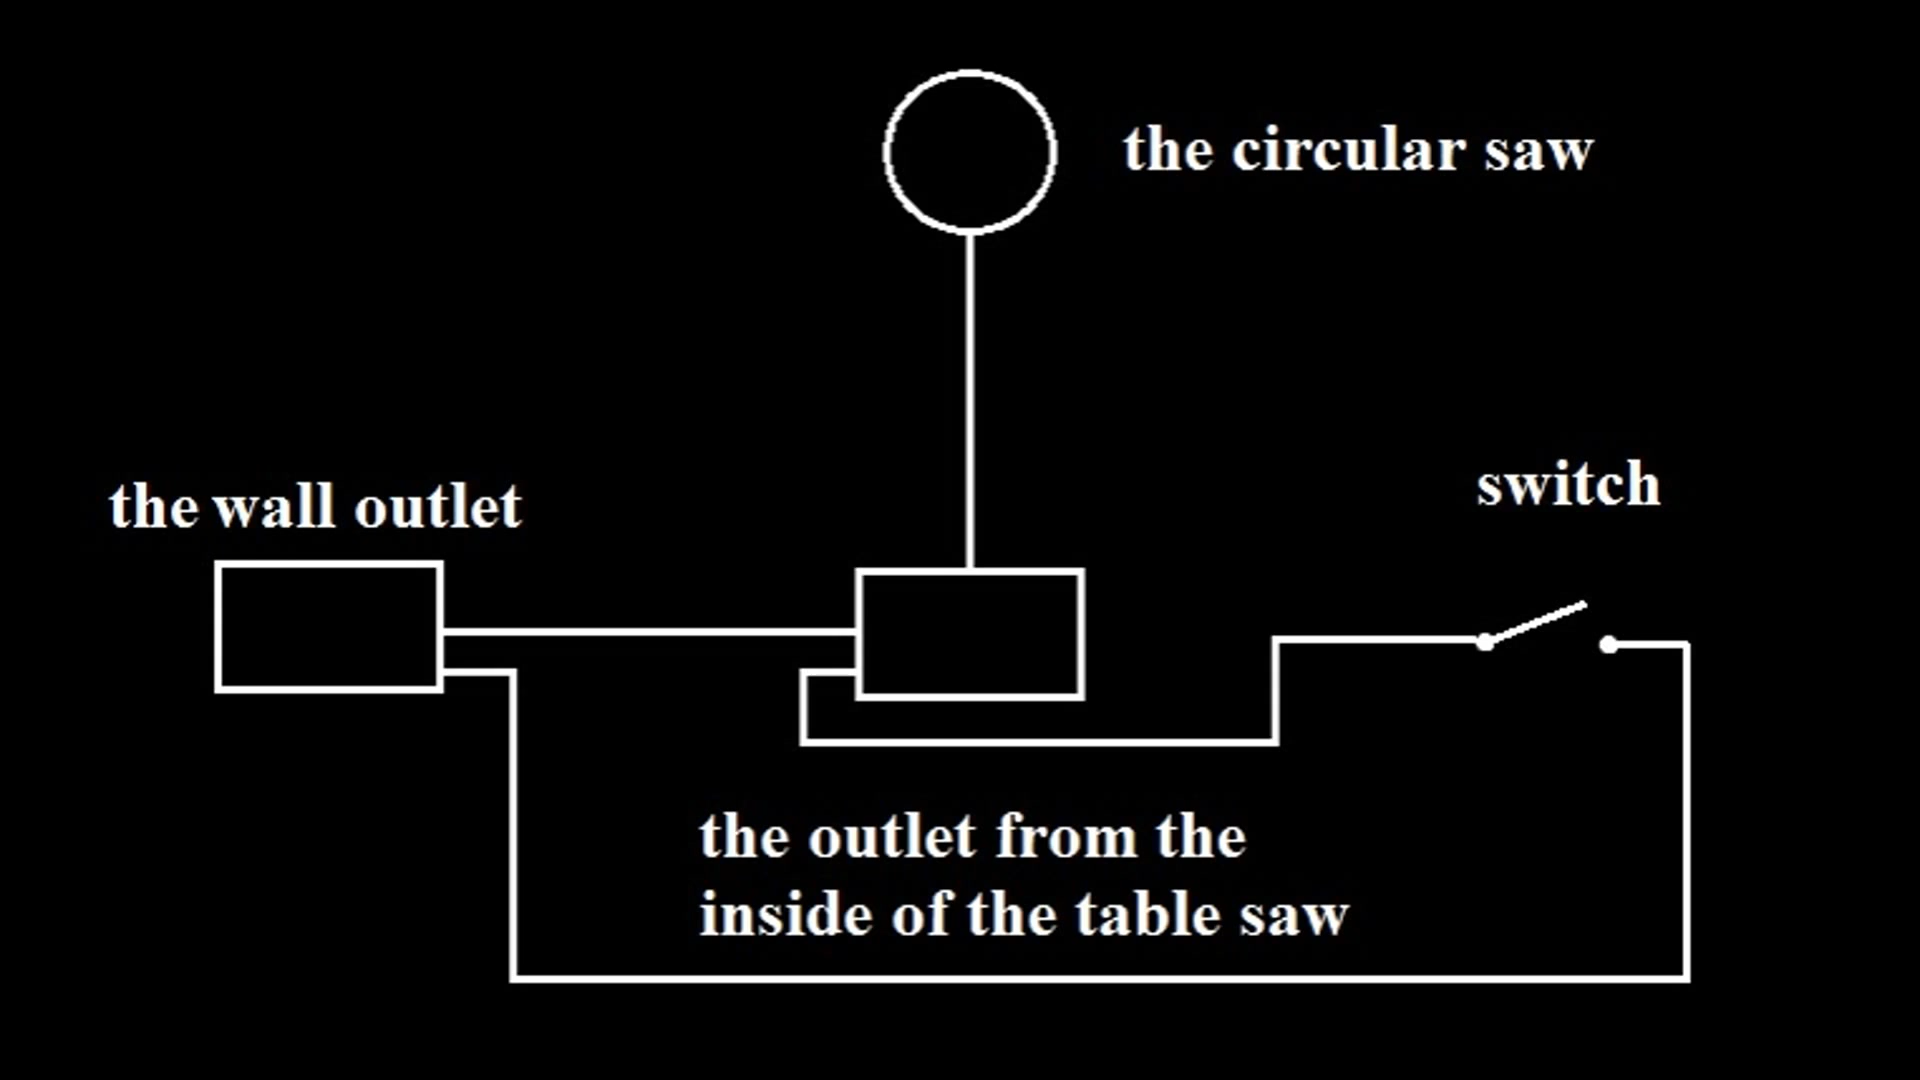 the circular saw
switch
the wall outlet
the outlet from the
inside of the table saw